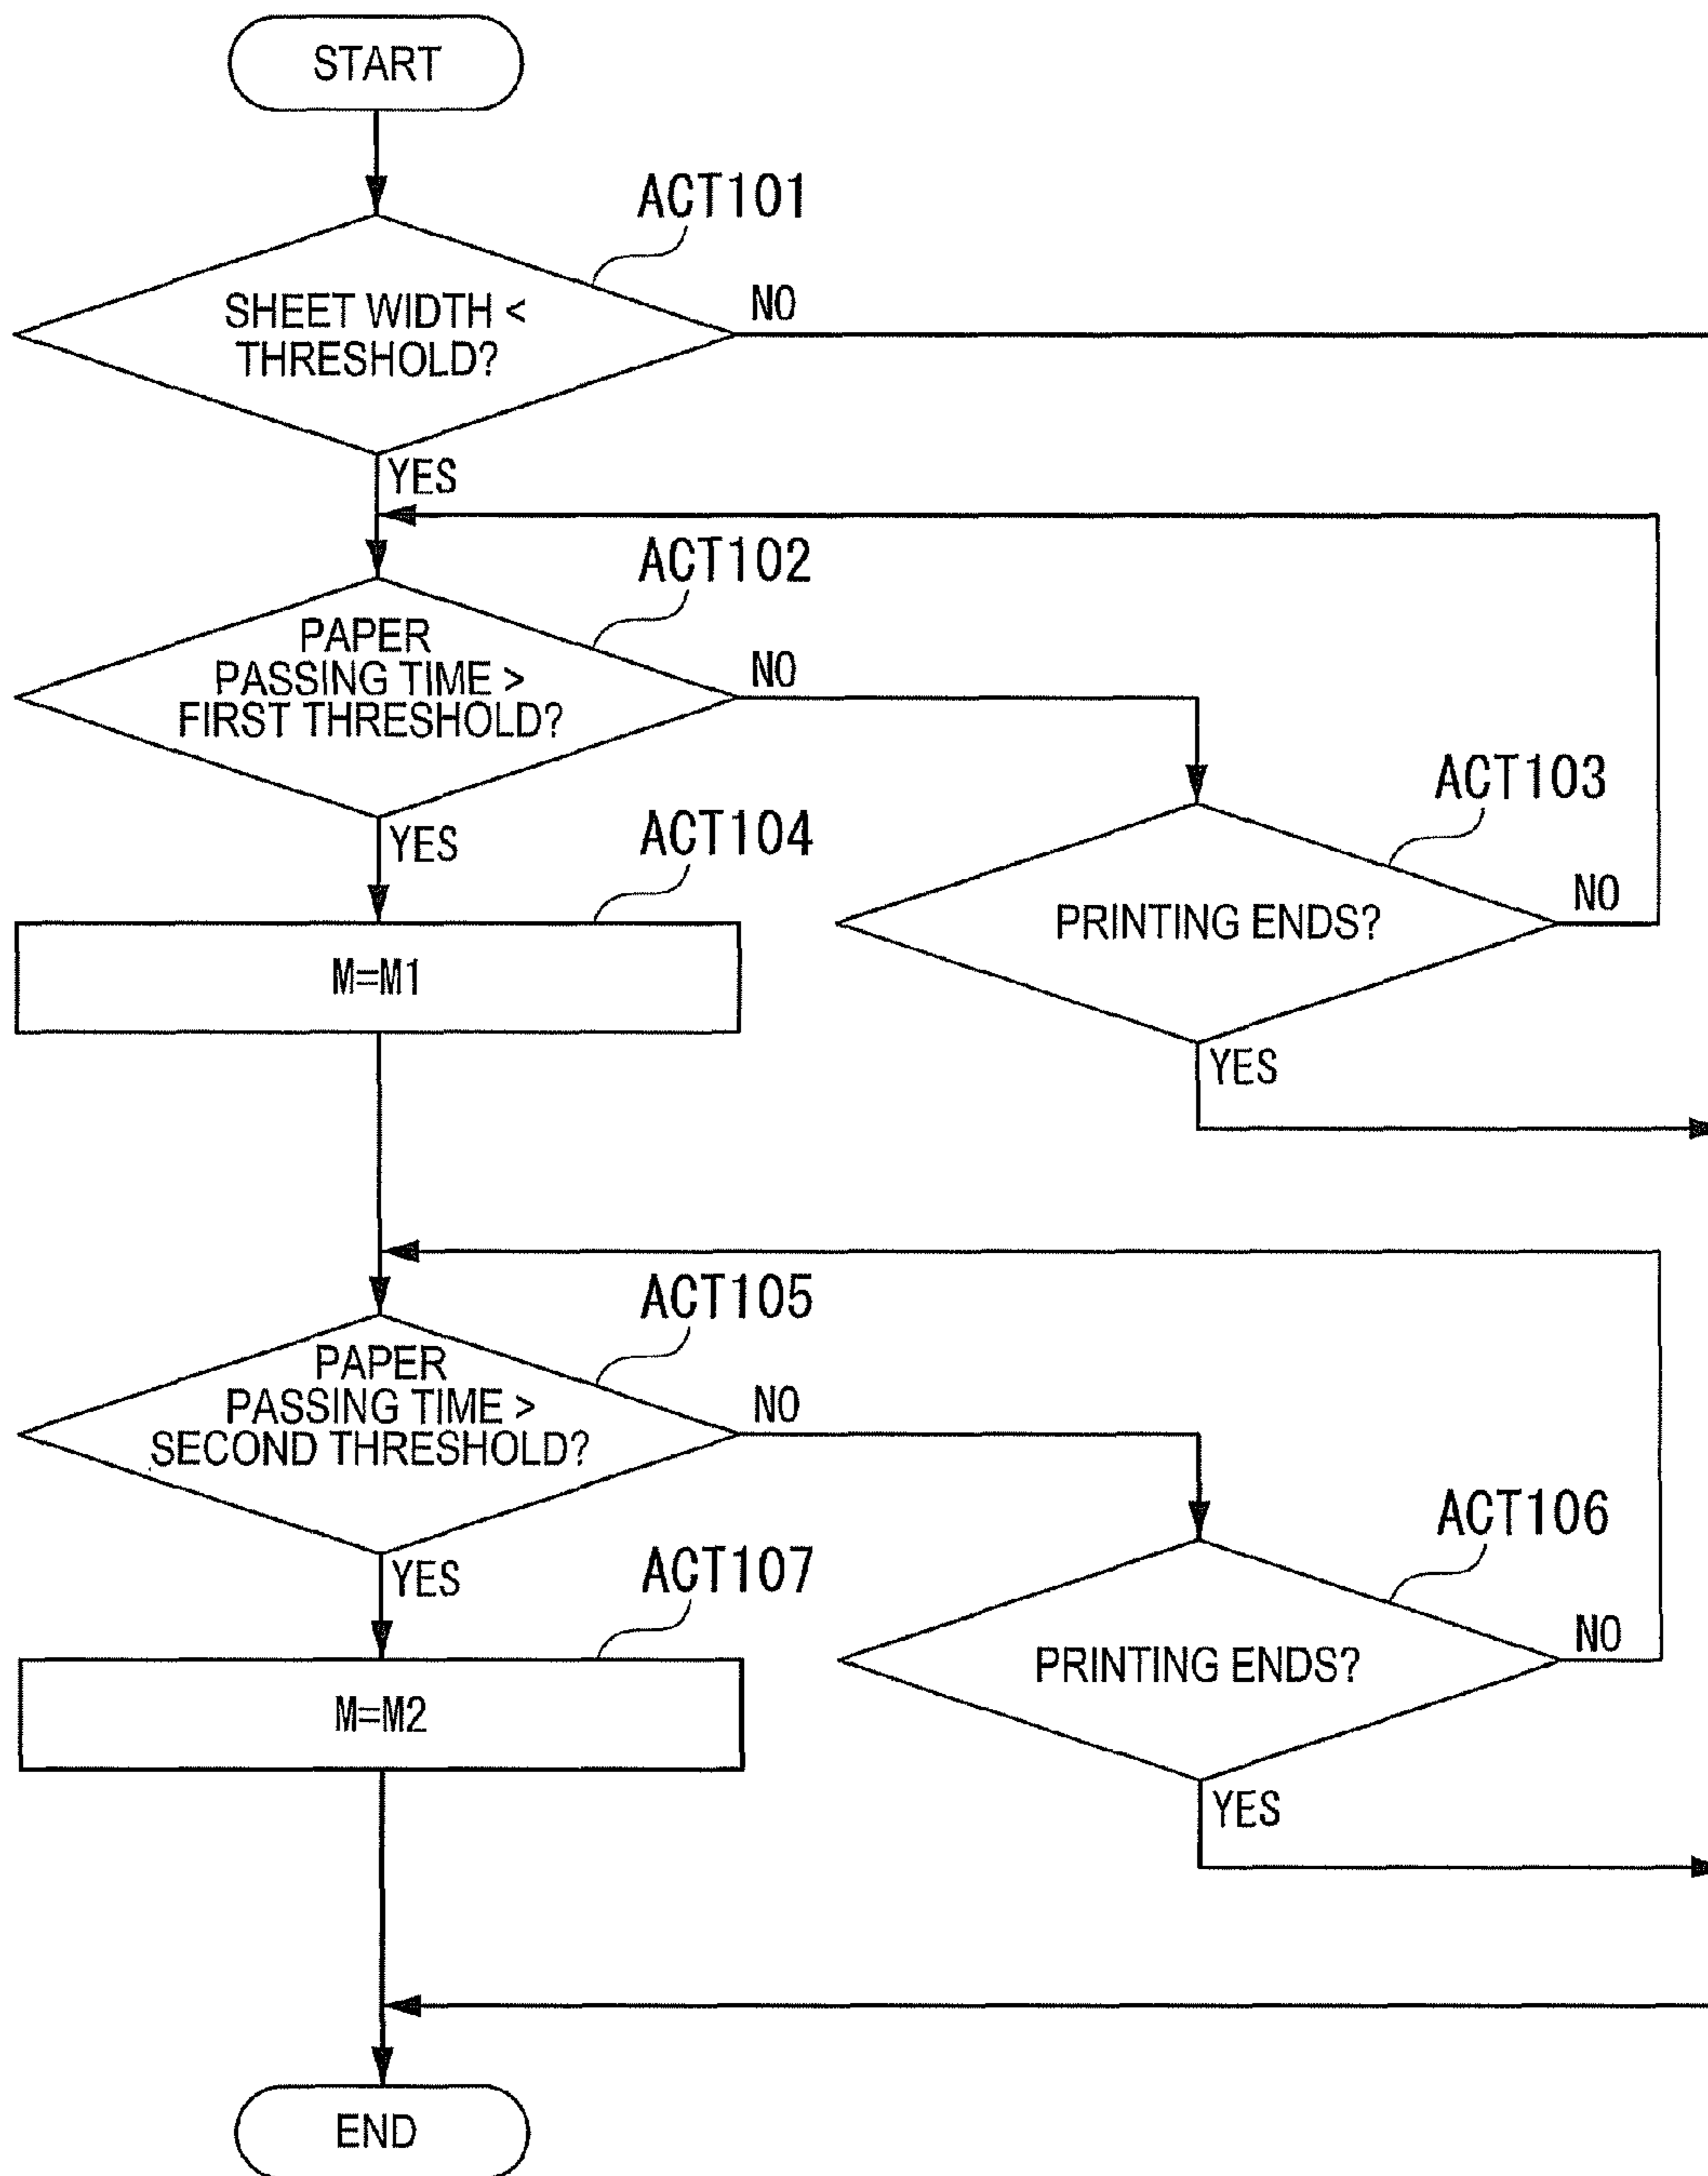 START
ACT101
SHEET WIDTH <
THRESHOLD?
NO
YES
ACT102
PAPER
PASSING TIME >
FIRST THRESHOLD?
NO
YES
ACT103
PRINTING ENDS?
NO
YES
ACT104
M=M1
ACT105
PAPER
PASSING TIME >
SECOND THRESHOLD?
NO
YES
ACT106
PRINTING ENDS?
NO
YES
ACT107
M=M2
END